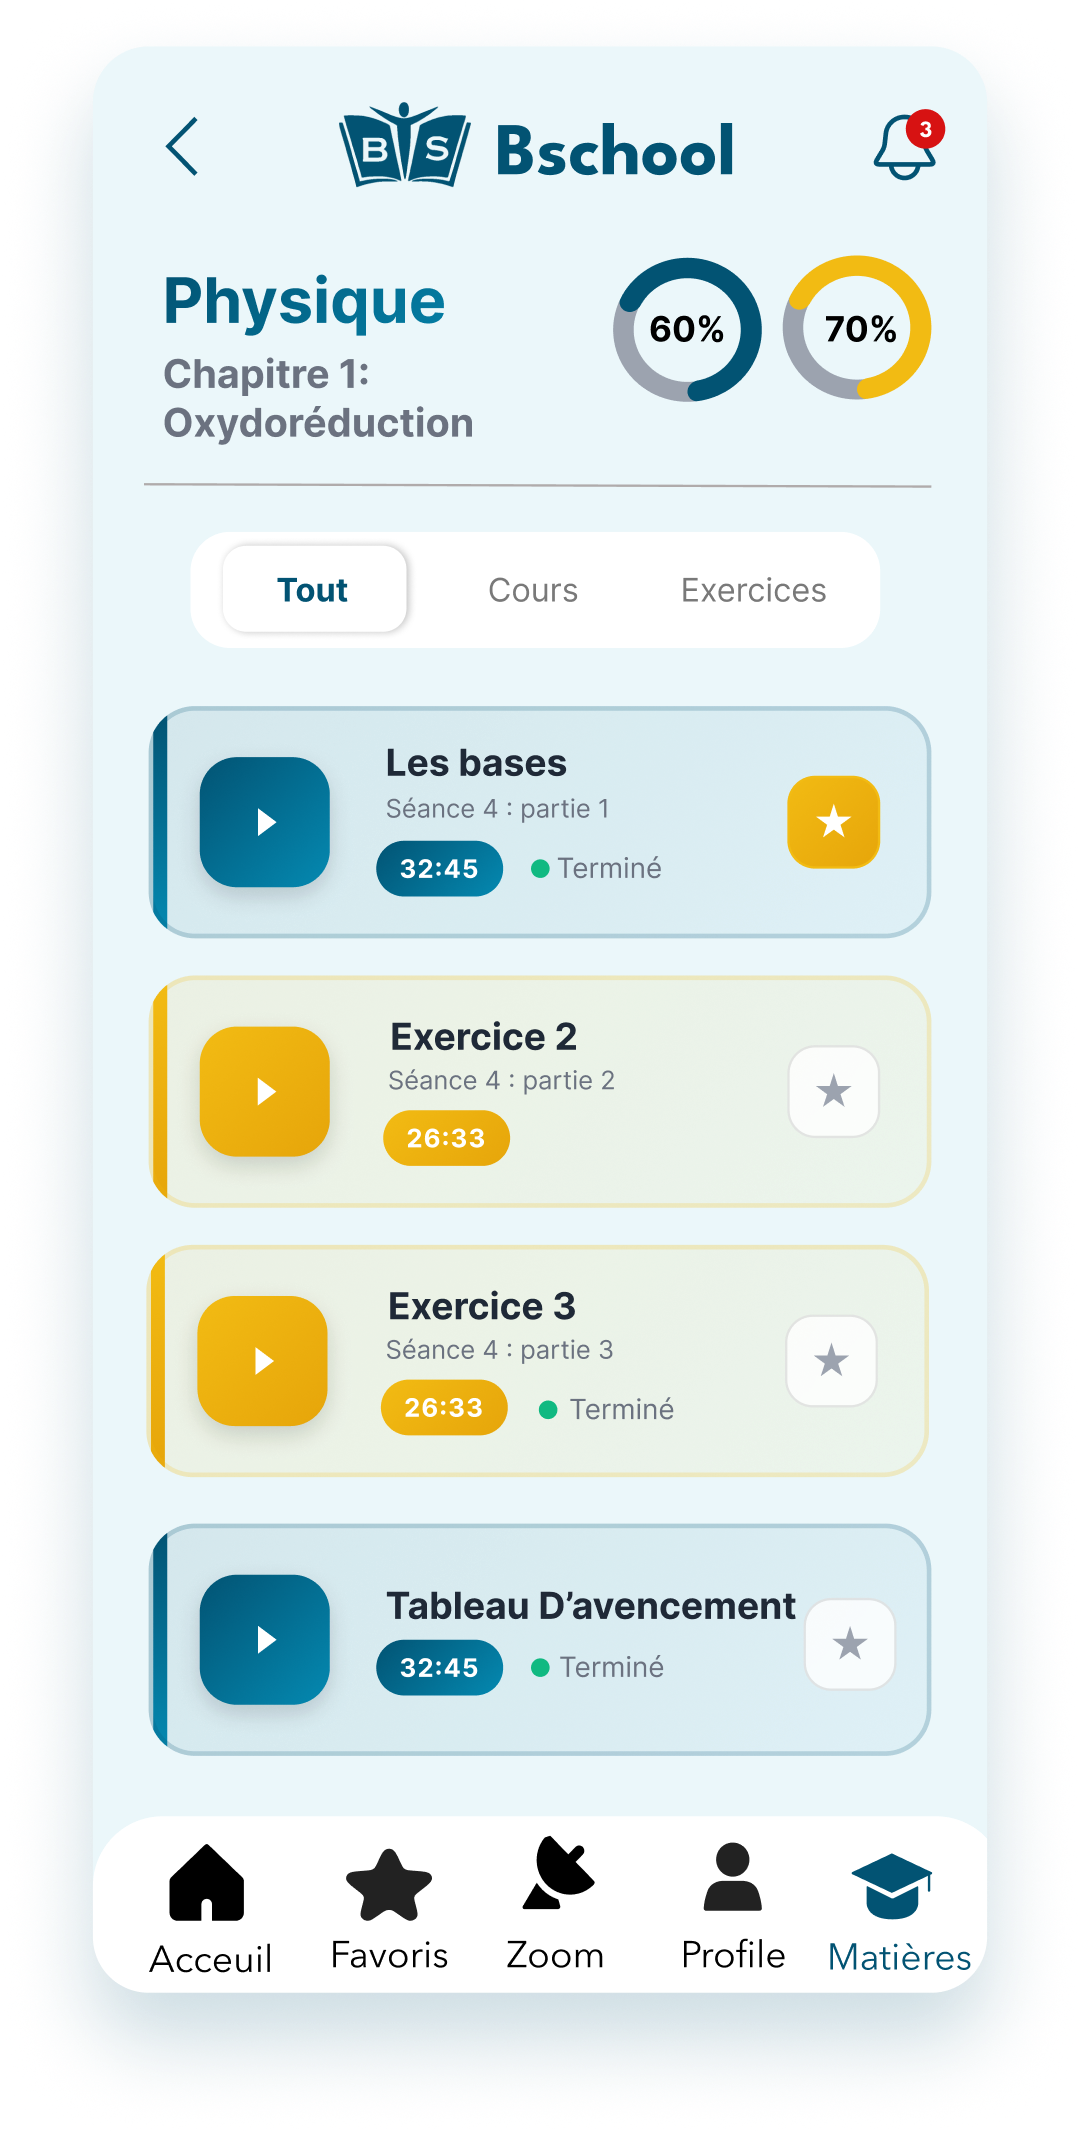 B S Bschool 3
Physique
Chapitre 1:
Oxydoréduction
60% 70%
Tout Cours Exercices
Les bases
Séance 4 : partie 1
32:45 Terminé
Exercice 2
Séance 4 : partie 2
26:33
Exercice 3
Séance 4 : partie 3
26:33 Terminé
Tableau D’avencement
32:45 Terminé
Acceuil Favoris Zoom Profile Matières